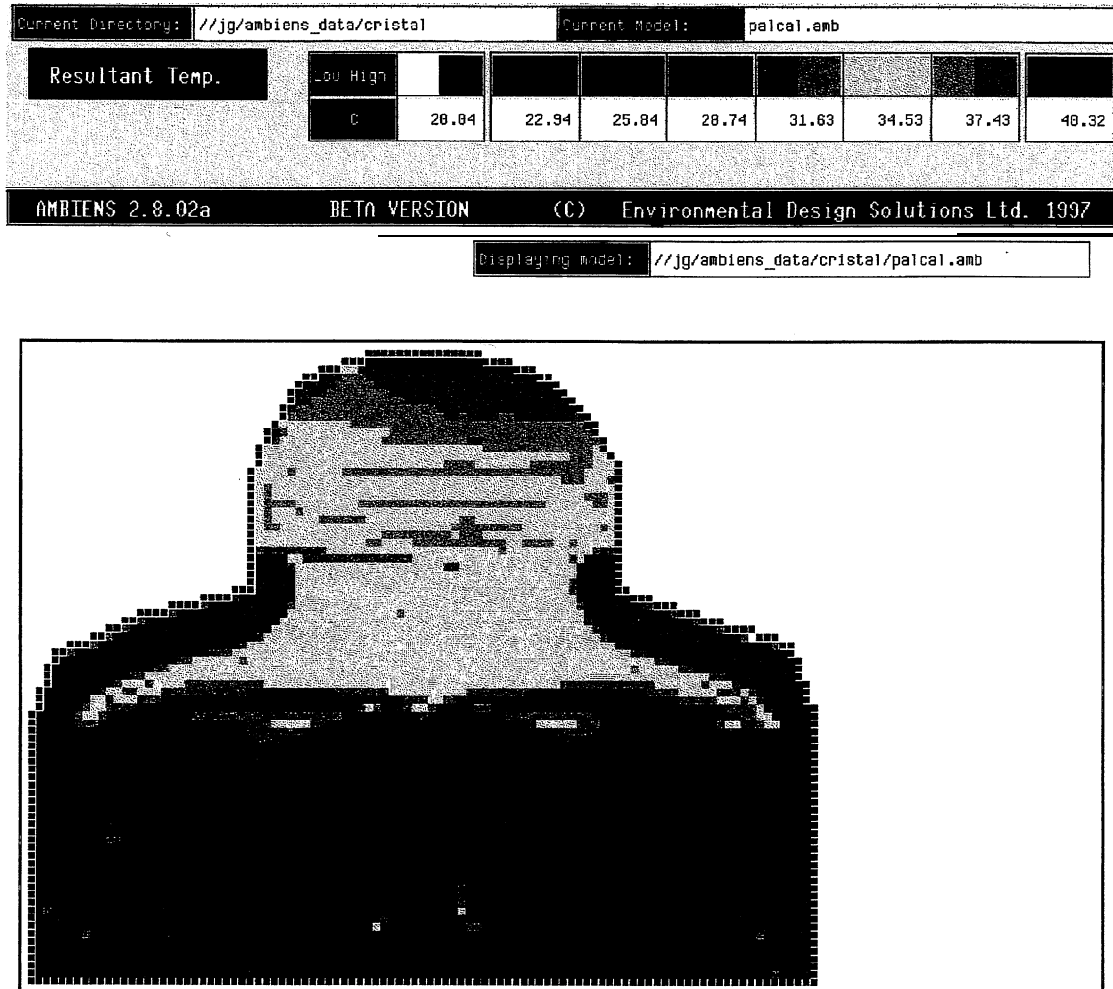 Current Directory: //jg/ambiens_data/cristal Current Model: palcal.amb
Resultant Temp. Low High
C 20.04 22.94 25.84 28.74 31.63 34.53 37.43 40.32
AMBIENS 2.8.02a BETA VERSION (C) Environmental Design Solutions Ltd. 1997
Displaying model: //jg/ambiens_data/cristal/palcal.amb